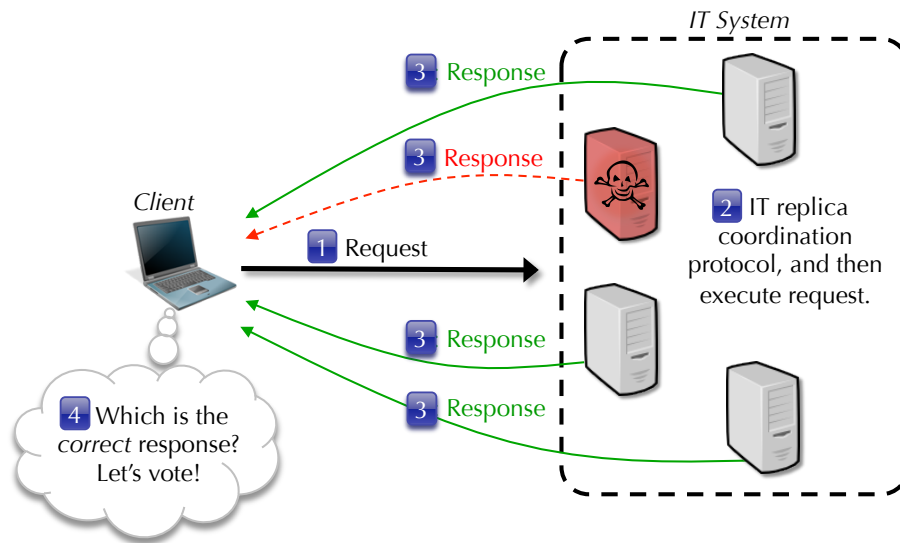 IT System
3 Response
3 Response
Client
1 Request
2 IT replica
coordination
protocol, and then
execute request.
3 Response
3 Response
4 Which is the
correct response?
Let's vote!